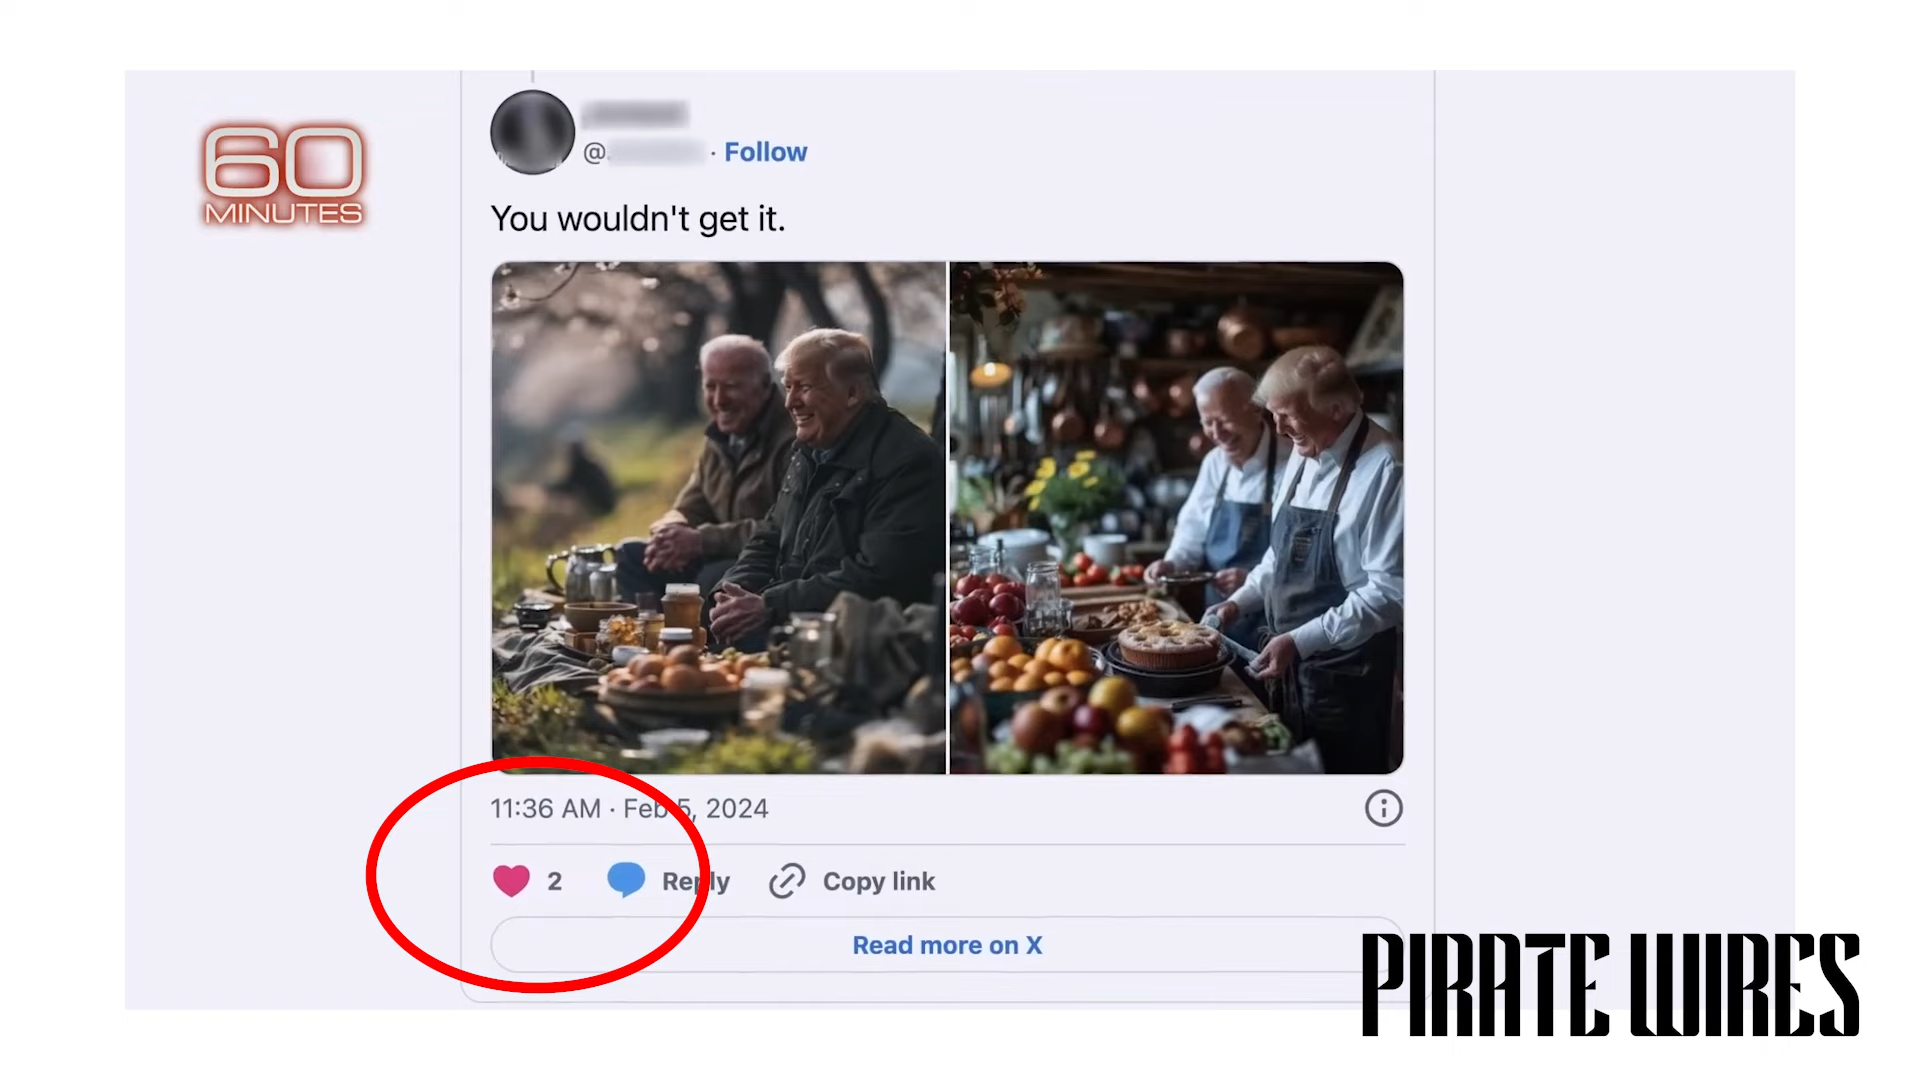 60
MINUTES
@
· Follow
You wouldn't get it.
11:36 AM · Feb 5, 2024
2
Reply
Copy link
Read more on X
PIRATE WIRES